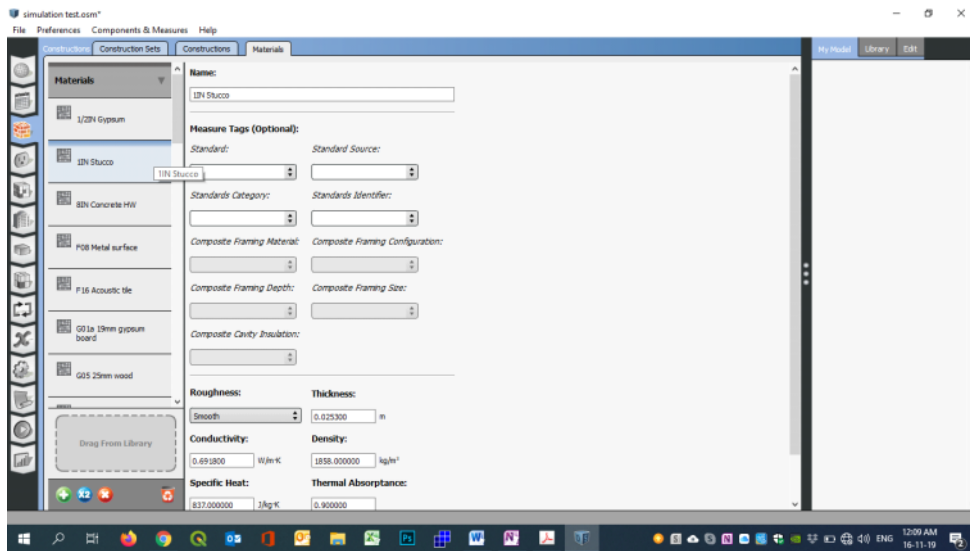 simulation test.osm*
File Preferences Components & Measures Help
Constructions Construction Sets Constructions Materials My Model Library Edit
Materials
1/2IN Gypsum
1IN Stucco
1IN Stucco
8IN Concrete HW
F08 Metal surface
F16 Acoustic tile
G01a 19mm gypsum
board
G05 25mm wood
Drag From Library
X2
Name:
1IN Stucco
Measure Tags (Optional):
Standard: Standard Source:
Standards Category: Standards Identifier:
Composite Framing Material: Composite Framing Configuration:
Composite Framing Depth: Composite Framing Size:
Composite Cavity Insulation:
Roughness: Thickness:
Smooth 0.025300 m
Conductivity: Density:
0.691800 W/m·K 1858.000000 kg/m³
Specific Heat: Thermal Absorptance:
837.000000 J/kg·K 0.900000
Ps
ENG
12:09 AM
16-11-19